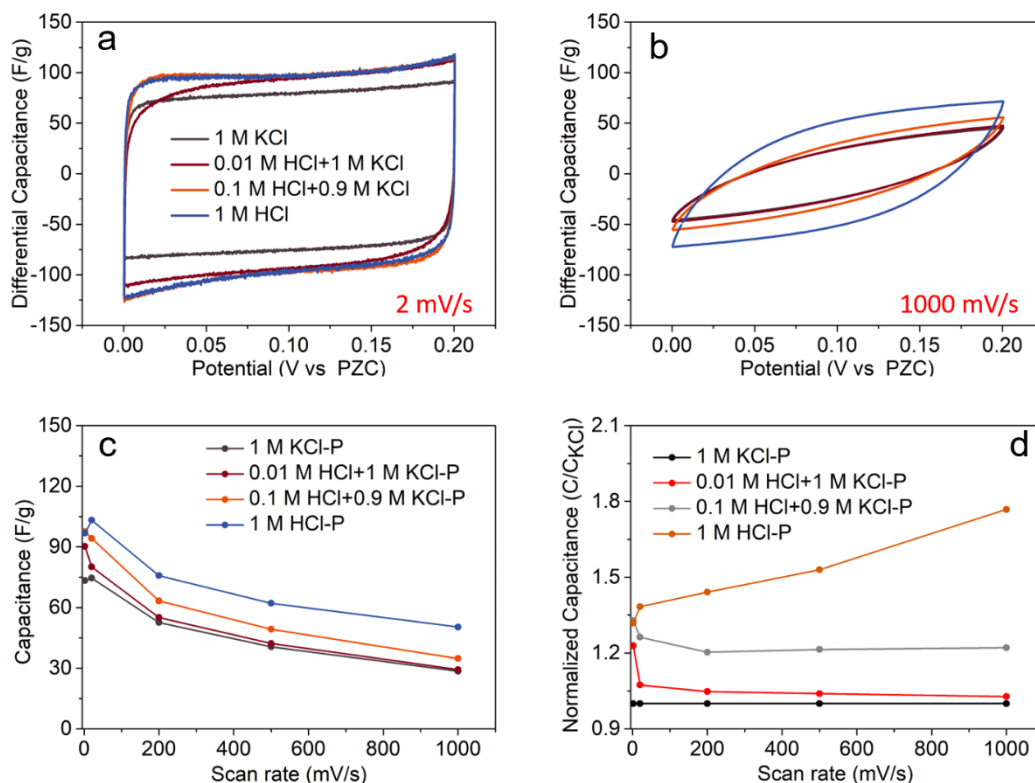 a
Differential Capacitance (F/g)
150
100
50
0
-50
-100
-150
1 M KCl
0.01 M HCl+1 M KCl
0.1 M HCl+0.9 M KCl
1 M HCl
2 mV/s
0.00 0.05 0.10 0.15 0.20
Potential (V vs PZC)
b
Differential Capacitance (F/g)
150
100
50
0
-50
-100
-150
1000 mV/s
0.00 0.05 0.10 0.15 0.20
Potential (V vs PZC)
c
Capacitance (F/g)
150
120
90
60
30
0
1 M KCl-P
0.01 M HCl+1 M KCl-P
0.1 M HCl+0.9 M KCl-P
1 M HCl-P
0 200 400 600 800 1000
Scan rate (mV/s)
d
Normalized Capacitance (C/CKCl)
2.1
1.8
1.5
1.2
0.9
1 M KCl-P
0.01 M HCl+1 M KCl-P
0.1 M HCl+0.9 M KCl-P
1 M HCl-P
0 200 400 600 800 1000
Scan rate (mV/s)